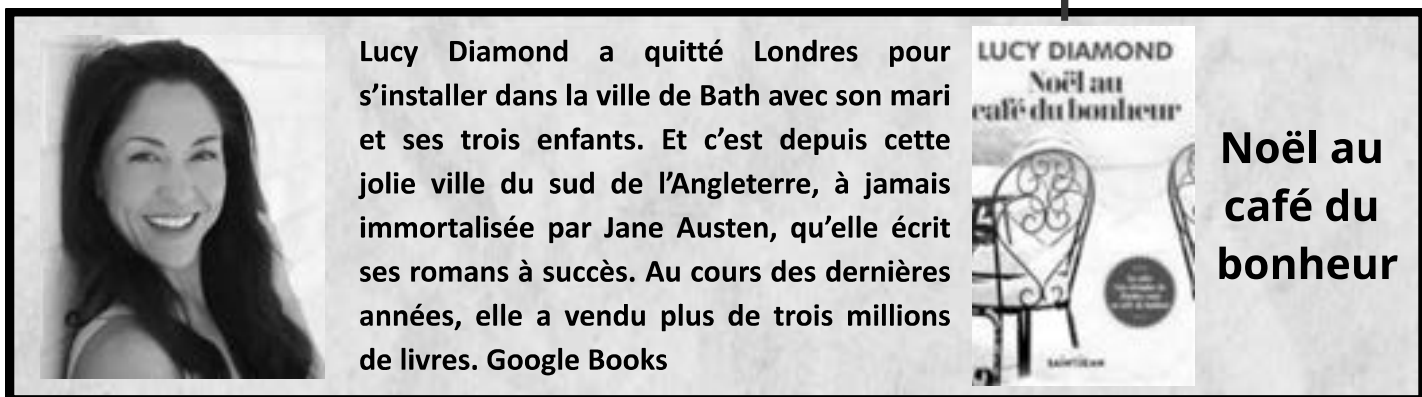 Lucy Diamond a quitté Londres pour
s’installer dans la ville de Bath avec son mari
et ses trois enfants. Et c’est depuis cette
jolie ville du sud de l’Angleterre, à jamais
immortalisée par Jane Austen, qu’elle écrit
ses romans à succès. Au cours des dernières
années, elle a vendu plus de trois millions
de livres. Google Books
LUCY DIAMOND
Noël au
café du bonheur
SAINT-JEAN
Noël au
café du
bonheur